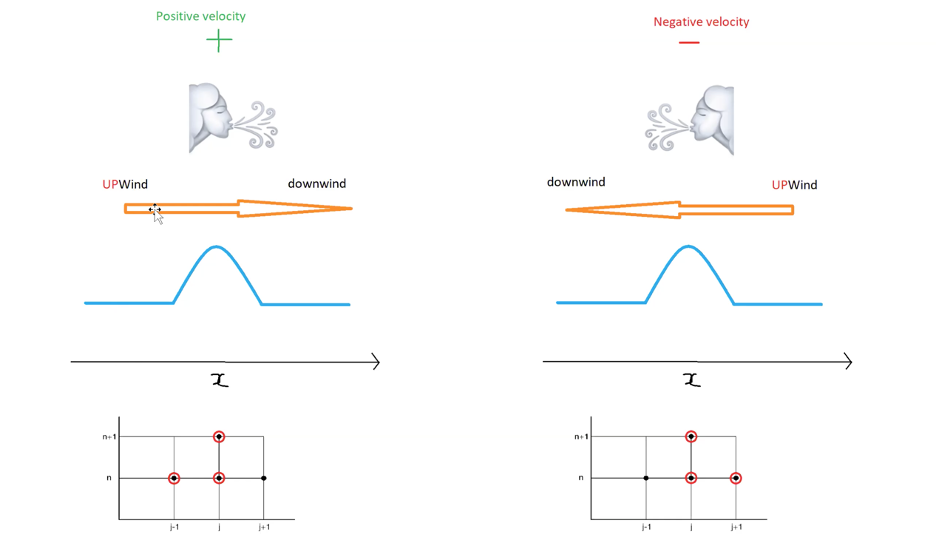 Positive velocity
+
Negative velocity
−
UPWind
downwind
downwind
UPWind
x
x
n+1
n
j-1
j
j+1
n+1
n
j-1
j
j+1